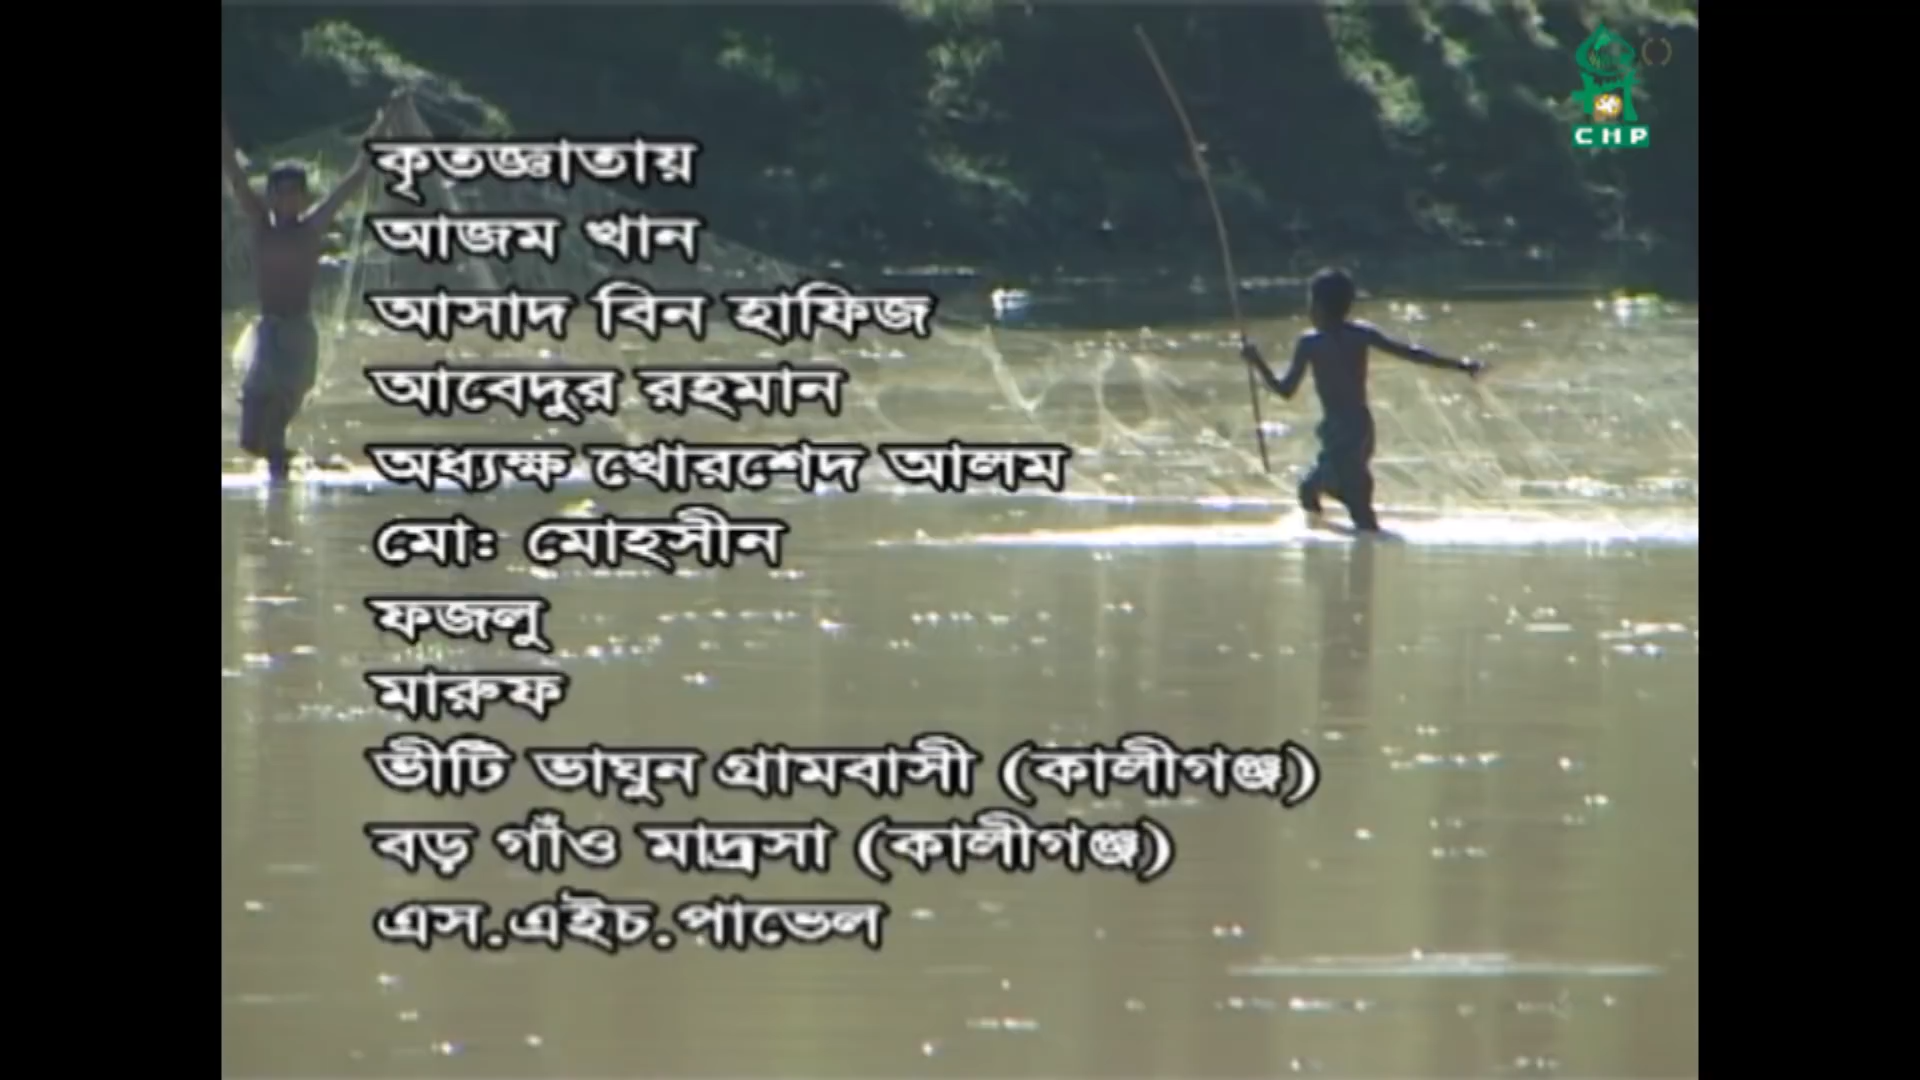 কৃতজ্ঞাতায়
আজম খান
আসাদ বিন হাফিজ
আবেদুর রহমান
অধ্যক্ষ খোরশেদ আলম
মোঃ মোহসীন
ফজলু
মারুফ
ভীটি ভাঘুন গ্রামবাসী (কালীগঞ্জ)
বড় গাঁও মাদ্রসা (কালীগঞ্জ)
এস.এইচ.পাভেল
CHP